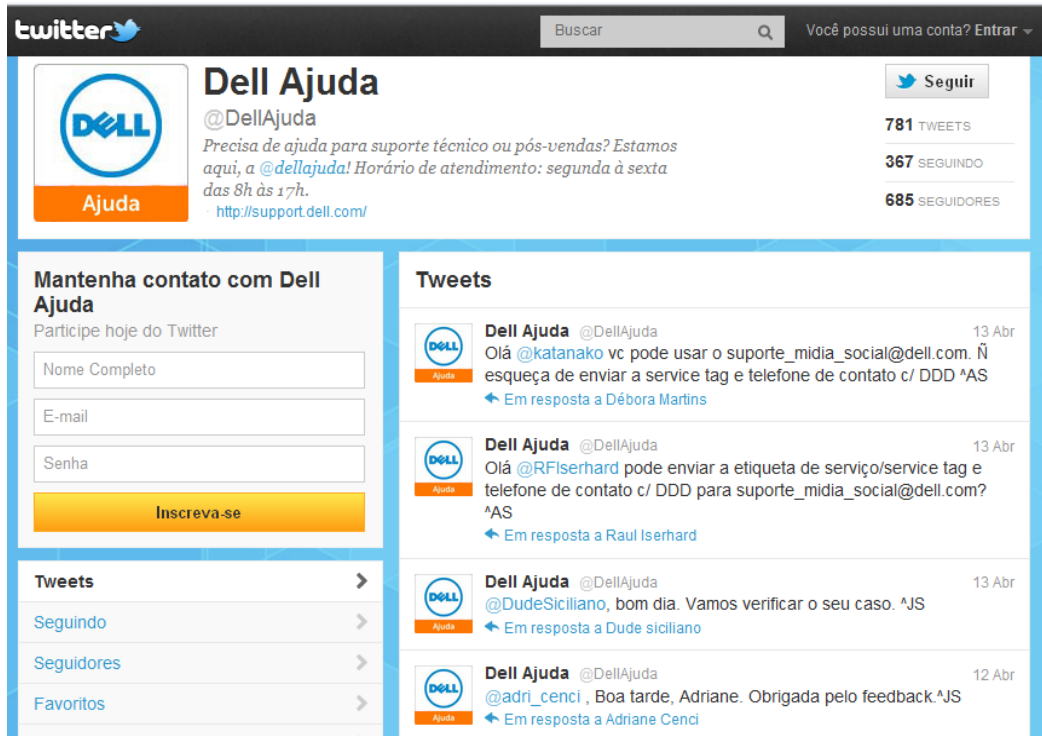 twitter
Buscar
Você possui uma conta? Entrar
DELL
Ajuda
Dell Ajuda
@DellAjuda
Precisa de ajuda para suporte técnico ou pós-vendas? Estamos
aqui, a @dellajuda! Horário de atendimento: segunda à sexta
das 8h às 17h.
· http://support.dell.com/
Seguir
781 TWEETS
367 SEGUINDO
685 SEGUIDORES
Mantenha contato com Dell
Ajuda
Participe hoje do Twitter
Nome Completo
E-mail
Senha
Inscreva-se
Tweets
Seguindo
Seguidores
Favoritos
Tweets
DELL
Ajuda
Dell Ajuda @DellAjuda 13 Abr
Olá @katanako vc pode usar o suporte_midia_social@dell.com. Ñ
esqueça de enviar a service tag e telefone de contato c/ DDD ^AS
Em resposta a Débora Martins
DELL
Ajuda
Dell Ajuda @DellAjuda 13 Abr
Olá @RFIserhard pode enviar a etiqueta de serviço/service tag e
telefone de contato c/ DDD para suporte_midia_social@dell.com?
^AS
Em resposta a Raul Iserhard
DELL
Ajuda
Dell Ajuda @DellAjuda 13 Abr
@DudeSiciliano, bom dia. Vamos verificar o seu caso. ^JS
Em resposta a Dude siciliano
DELL
Ajuda
Dell Ajuda @DellAjuda 12 Abr
@adri_cenci , Boa tarde, Adriane. Obrigada pelo feedback.^JS
Em resposta a Adriane Cenci